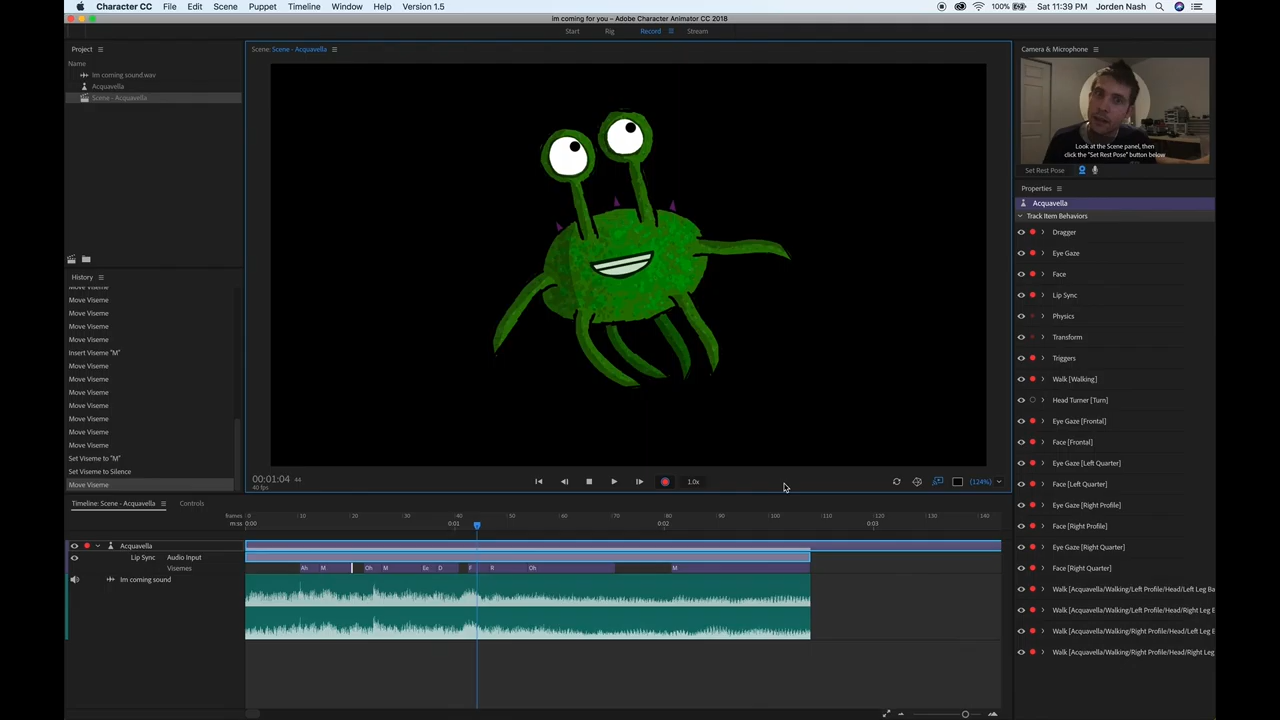 Character CC File Edit Scene Puppet Timeline Window Help Version 1.5 100% Sat 11:39 PM Jorden Nash
im coming for you – Adobe Character Animator CC 2018
Start Rig Record Stream
Project
Name
Im coming sound.wav
Acquavella
Scene - Acquavella
Scene: Scene - Acquavella
Camera & Microphone
Look at the Scene panel, then
click the "Set Rest Pose" button below
Set Rest Pose
Properties
Acquavella
Track Item Behaviors
Dragger
Eye Gaze
Face
Lip Sync
Physics
Transform
Triggers
Walk [Walking]
Head Turner [Turn]
Eye Gaze [Frontal]
Face [Frontal]
Eye Gaze [Left Quarter]
Face [Left Quarter]
Eye Gaze [Right Profile]
Face [Right Profile]
Eye Gaze [Right Quarter]
Face [Right Quarter]
Walk [Acquavella/Walking/Left Profile/Head/Left Leg Ba
Walk [Acquavella/Walking/Left Profile/Head/Right Leg E
Walk [Acquavella/Walking/Right Profile/Head/Left Leg E
Walk [Acquavella/Walking/Right Profile/Head/Right Leg
History
Move Viseme
Move Viseme
Move Viseme
Move Viseme
Move Viseme
Insert Viseme "M"
Move Viseme
Move Viseme
Move Viseme
Move Viseme
Move Viseme
Move Viseme
Move Viseme
Set Viseme to "M"
Set Viseme to Silence
Move Viseme
00:01:04 44
40 fps
1.0x
(124%)
Timeline: Scene - Acquavella Controls
frames 0 10 20 30 40 50 60 70 80 90 100 110 120 130 140
m:ss 0:00 0:01 0:02 0:03
Acquavella
Lip Sync Audio Input
Visemes Ah M Oh M Ee D F R Oh M
Im coming sound